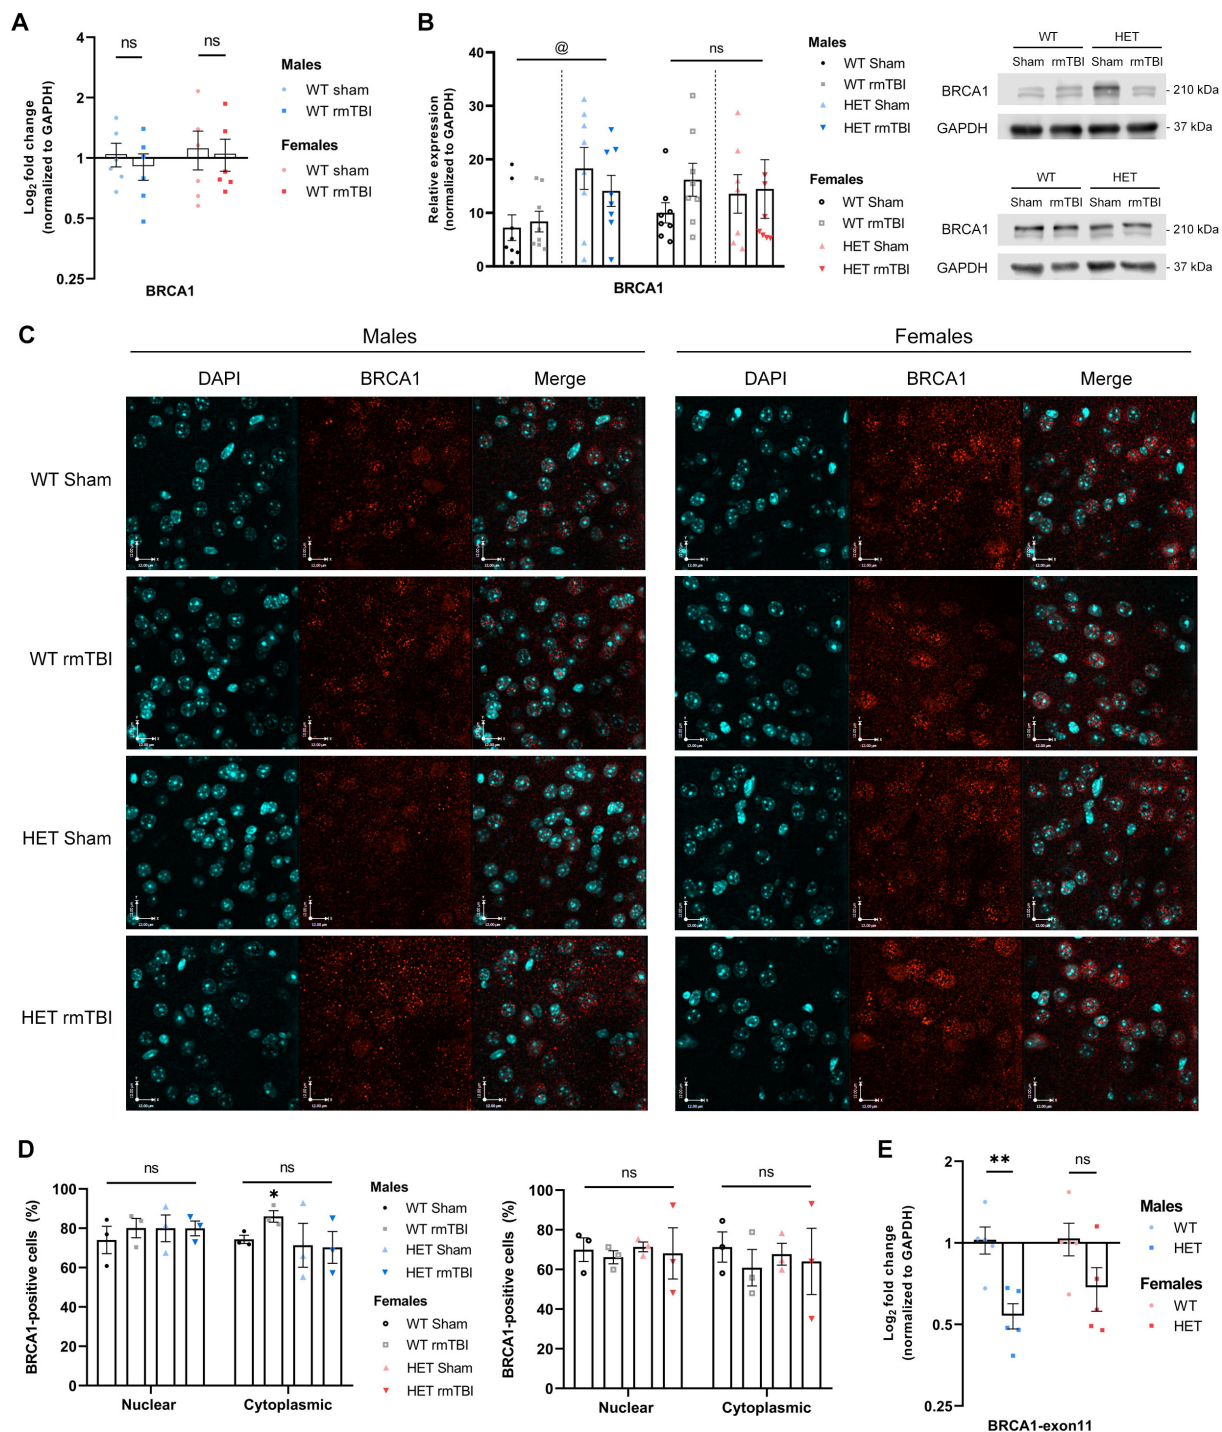 A
4
2
1
0.5
0.25
Log2 fold change
(normalized to GAPDH)
ns
ns
BRCA1
Males
WT sham
WT rmTBI
Females
WT sham
WT rmTBI
B
40
30
20
10
0
Relative expression
(normalized to GAPDH)
@
ns
BRCA1
Males
WT Sham
WT rmTBI
HET Sham
HET rmTBI
Females
WT Sham
WT rmTBI
HET Sham
HET rmTBI
WT HET
Sham rmTBI Sham rmTBI
BRCA1 - 210 kDa
GAPDH - 37 kDa
WT HET
Sham rmTBI Sham rmTBI
BRCA1 - 210 kDa
GAPDH - 37 kDa
C
Males Females
DAPI BRCA1 Merge DAPI BRCA1 Merge
WT Sham
WT rmTBI
HET Sham
HET rmTBI
D
BRCA1-positive cells (%)
100
80
60
40
20
0
ns
ns
*
Nuclear Cytoplasmic
Males
WT Sham
WT rmTBI
HET Sham
HET rmTBI
Females
WT Sham
WT rmTBI
HET Sham
HET rmTBI
BRCA1-positive cells (%)
100
80
60
40
20
0
ns
ns
Nuclear Cytoplasmic
E
2
1
0.5
0.25
Log2 fold change
(normalized to GAPDH)
**
ns
BRCA1-exon11
Males
WT
HET
Females
WT
HET